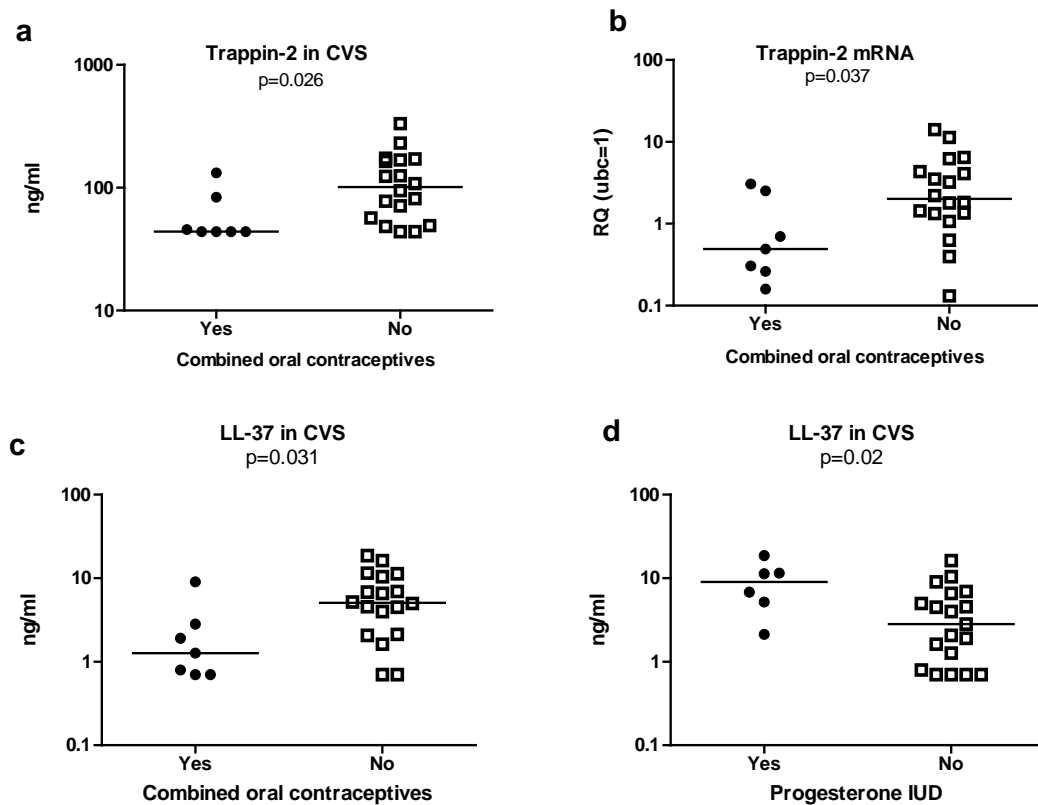 a
Trappin-2 in CVS
p=0.026
1000
100
10
ng/ml
Yes
No
Combined oral contraceptives
b
Trappin-2 mRNA
p=0.037
100
10
1
0.1
RQ (ubc=1)
Yes
No
Combined oral contraceptives
c
LL-37 in CVS
p=0.031
100
10
1
0.1
ng/ml
Yes
No
Combined oral contraceptives
d
LL-37 in CVS
p=0.02
100
10
1
0.1
ng/ml
Yes
No
Progesterone IUD